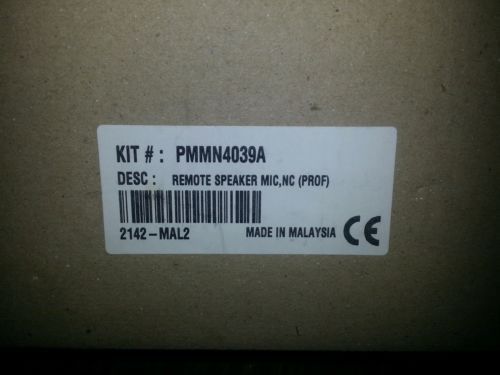 KIT # : PMMN4039A
DESC : REMOTE SPEAKER MIC,NC (PROF)
2142-MAL2 MADE IN MALAYSIA CE